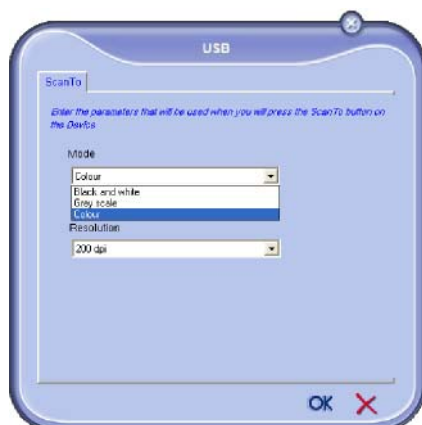 USB
ScanTo
Enter the parameters that will be used when you will press the ScanTo button on
the Device
Mode
Colour
Black and white
Grey scale
Colour
Resolution
200 dpi
OK